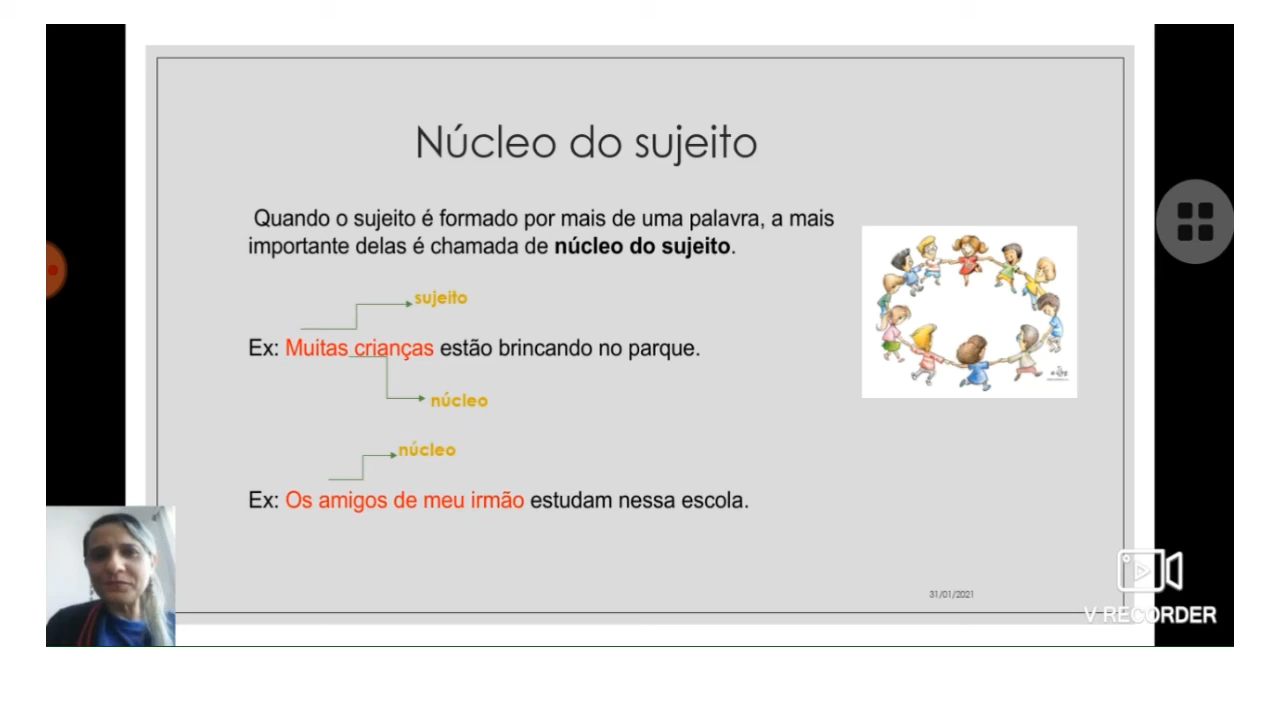 Núcleo do sujeito
Quando o sujeito é formado por mais de uma palavra, a mais
importante delas é chamada de núcleo do sujeito.
sujeito
Ex: Muitas crianças estão brincando no parque.
núcleo
núcleo
Ex: Os amigos de meu irmão estudam nessa escola.
31/01/2021
V RECORDER